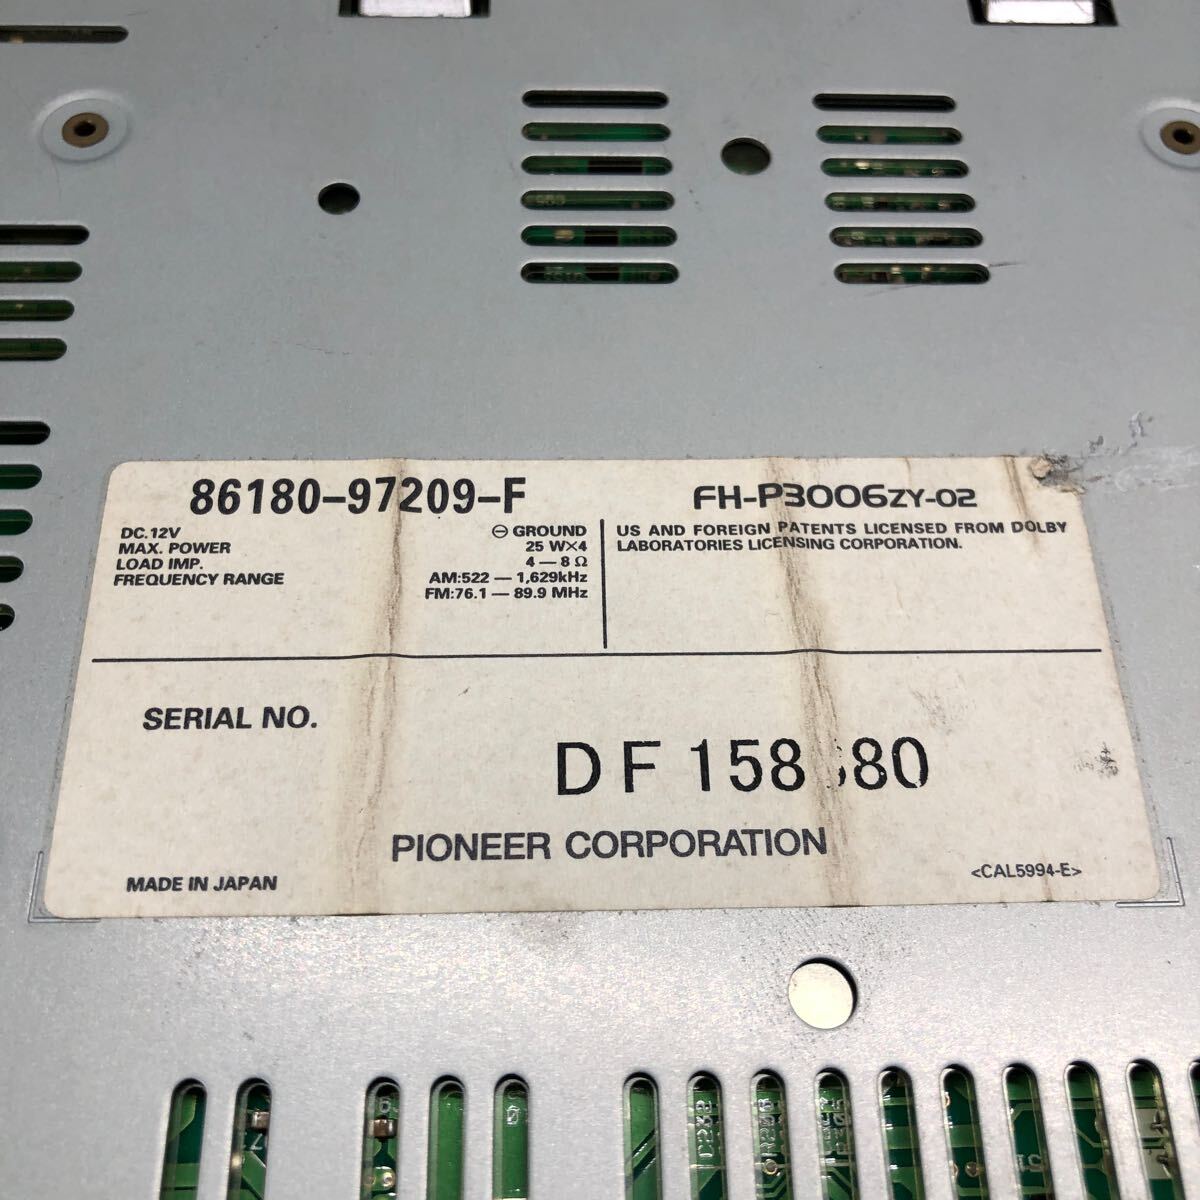 86180-97209-F
FH-P3006ZY-02
DC.12V ⊖ GROUND
MAX. POWER 25 W×4
LOAD IMP. 4 — 8 Ω
FREQUENCY RANGE AM:522 — 1,629kHz
FM:76.1 — 89.9 MHz
US AND FOREIGN PATENTS LICENSED FROM DOLBY
LABORATORIES LICENSING CORPORATION.
SERIAL NO.
PIONEER CORPORATION
MADE IN JAPAN
<CAL5994-E>